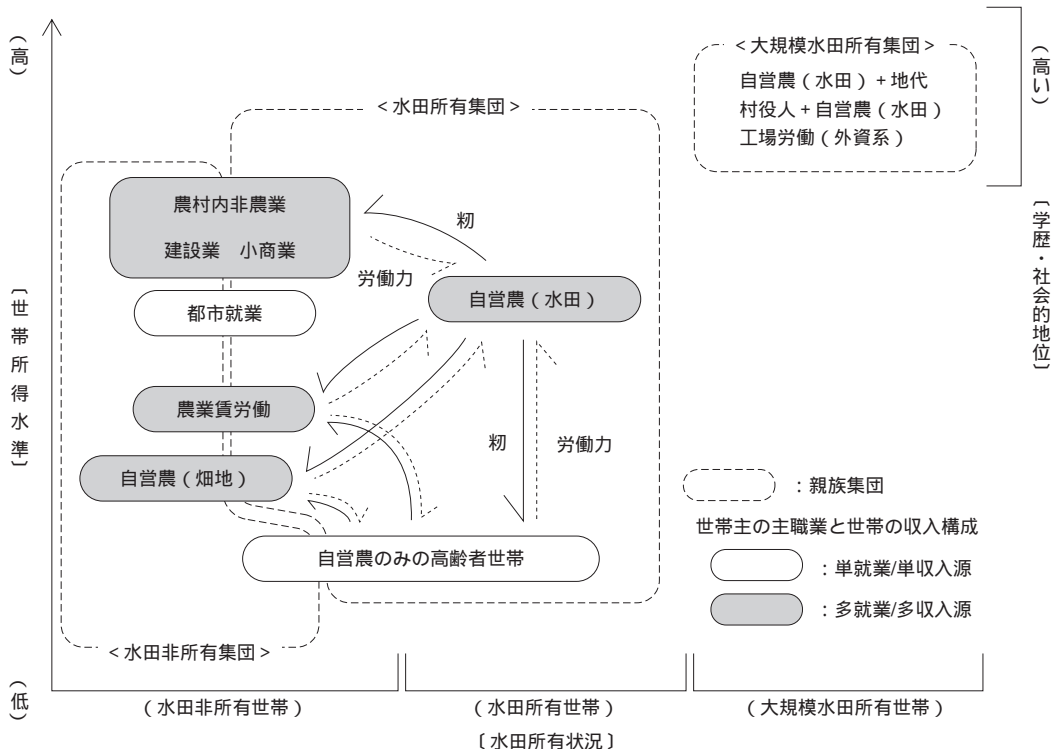 （高）
＜大規模水田所有集団＞
自営農（水田）＋地代
村役人＋自営農（水田）
工場労働（外資系）
（高い）
〔学歴・社会的地位〕
＜水田所有集団＞
農村内非農業
建設業　小商業
籾
労働力
自営農（水田）
都市就業
〔世帯所得水準〕
農業賃労働
籾
労働力
自営農（畑地）
：親族集団
世帯主の主職業と世帯の収入構成
自営農のみの高齢者世帯
：単就業/単収入源
：多就業/多収入源
＜水田非所有集団＞
（低）
（水田非所有世帯）
（水田所有世帯）
（大規模水田所有世帯）
〔水田所有状況〕